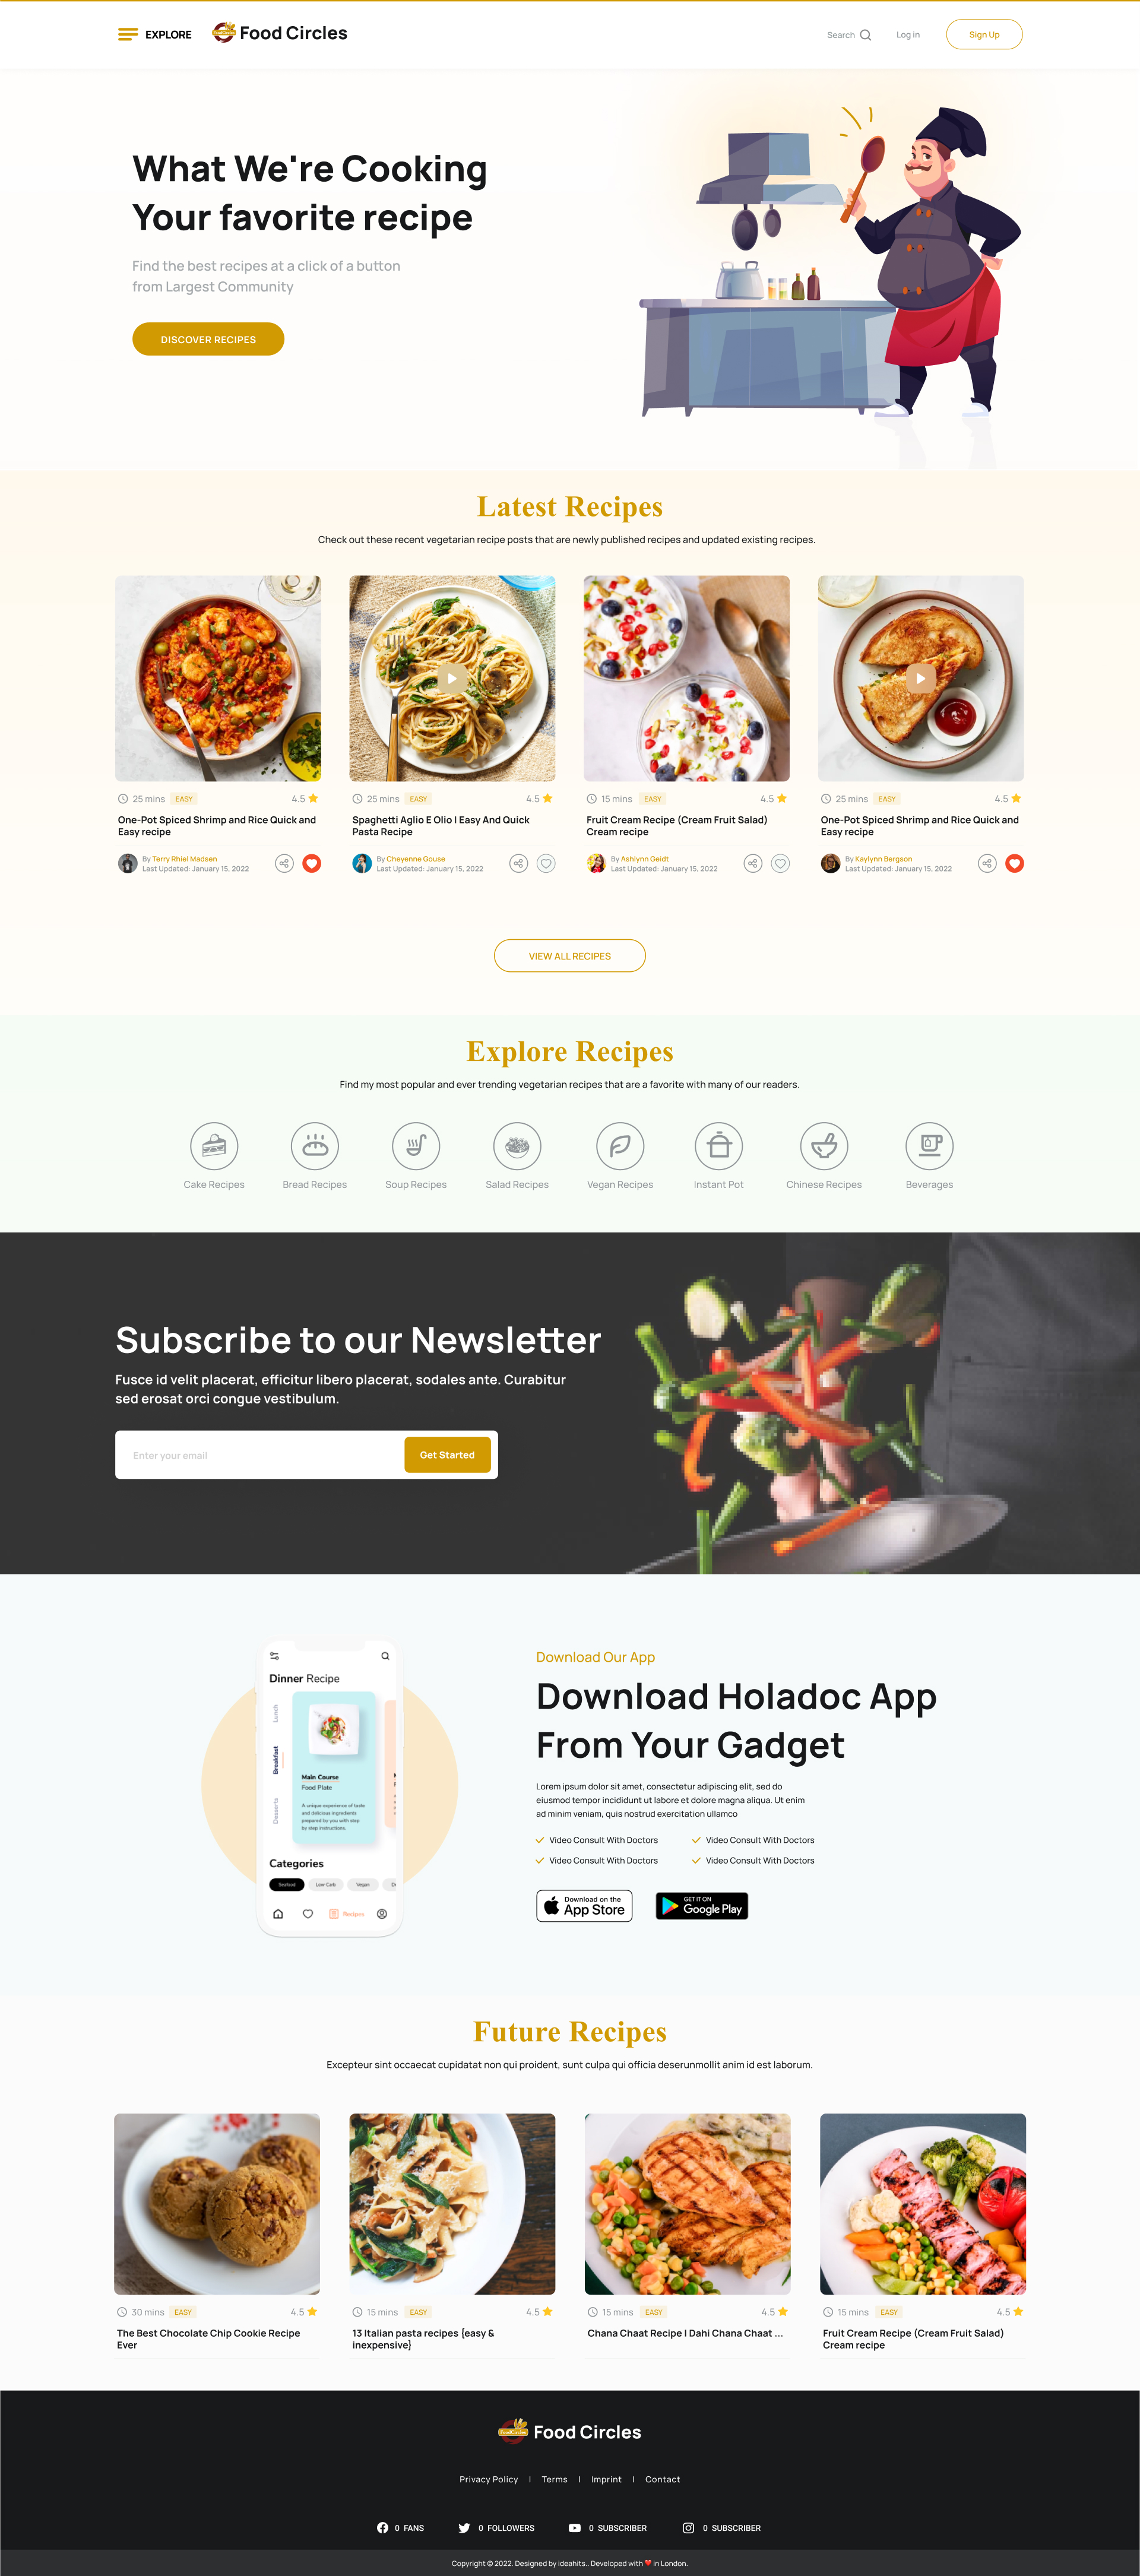 EXPLORE
Food Circles
Search
Log in
Sign Up
What We're Cooking
Your favorite recipe
Find the best recipes at a click of a button
from Largest Community
DISCOVER RECIPES
Latest Recipes
Check out these recent vegetarian recipe posts that are newly published recipes and updated existing recipes.
25 mins EASY 4.5
One-Pot Spiced Shrimp and Rice Quick and
Easy recipe
By Terry Rhiel Madsen
Last Updated: January 15, 2022
25 mins EASY 4.5
Spaghetti Aglio E Olio I Easy And Quick
Pasta Recipe
By Cheyenne Gouse
Last Updated: January 15, 2022
15 mins EASY 4.5
Fruit Cream Recipe (Cream Fruit Salad)
Cream recipe
By Ashlynn Geidt
Last Updated: January 15, 2022
25 mins EASY 4.5
One-Pot Spiced Shrimp and Rice Quick and
Easy recipe
By Kaylynn Bergson
Last Updated: January 15, 2022
VIEW ALL RECIPES
Explore Recipes
Find my most popular and ever trending vegetarian recipes that are a favorite with many of our readers.
Cake Recipes
Bread Recipes
Soup Recipes
Salad Recipes
Vegan Recipes
Instant Pot
Chinese Recipes
Beverages
Subscribe to our Newsletter
Fusce id velit placerat, efficitur libero placerat, sodales ante. Curabitur
sed erosat orci congue vestibulum.
Enter your email
Get Started
Dinner Recipe
Lunch
Breakfast
Desserts
Main Course
Food Plate
A unique experience of taste
and delicious ingredients
prepared by you with step
by step instructions.
Categories
Seafood
Low Carb
Vegan
Recipes
Download Our App
Download Holadoc App
From Your Gadget
Lorem ipsum dolor sit amet, consectetur adipiscing elit, sed do
eiusmod tempor incididunt ut labore et dolore magna aliqua. Ut enim
ad minim veniam, quis nostrud exercitation ullamco
Video Consult With Doctors
Video Consult With Doctors
Video Consult With Doctors
Video Consult With Doctors
Download on the
App Store
GET IT ON
Google Play
Future Recipes
Excepteur sint occaecat cupidatat non qui proident, sunt culpa qui officia deserunmollit anim id est laborum.
30 mins EASY 4.5
The Best Chocolate Chip Cookie Recipe
Ever
15 mins EASY 4.5
13 Italian pasta recipes {easy &
inexpensive}
15 mins EASY 4.5
Chana Chaat Recipe I Dahi Chana Chaat ...
15 mins EASY 4.5
Fruit Cream Recipe (Cream Fruit Salad)
Cream recipe
Food Circles
Privacy Policy | Terms | Imprint | Contact
0 FANS
0 FOLLOWERS
0 SUBSCRIBER
0 SUBSCRIBER
Copyright © 2022. Designed by ideahits.. Developed with ❤ in London.